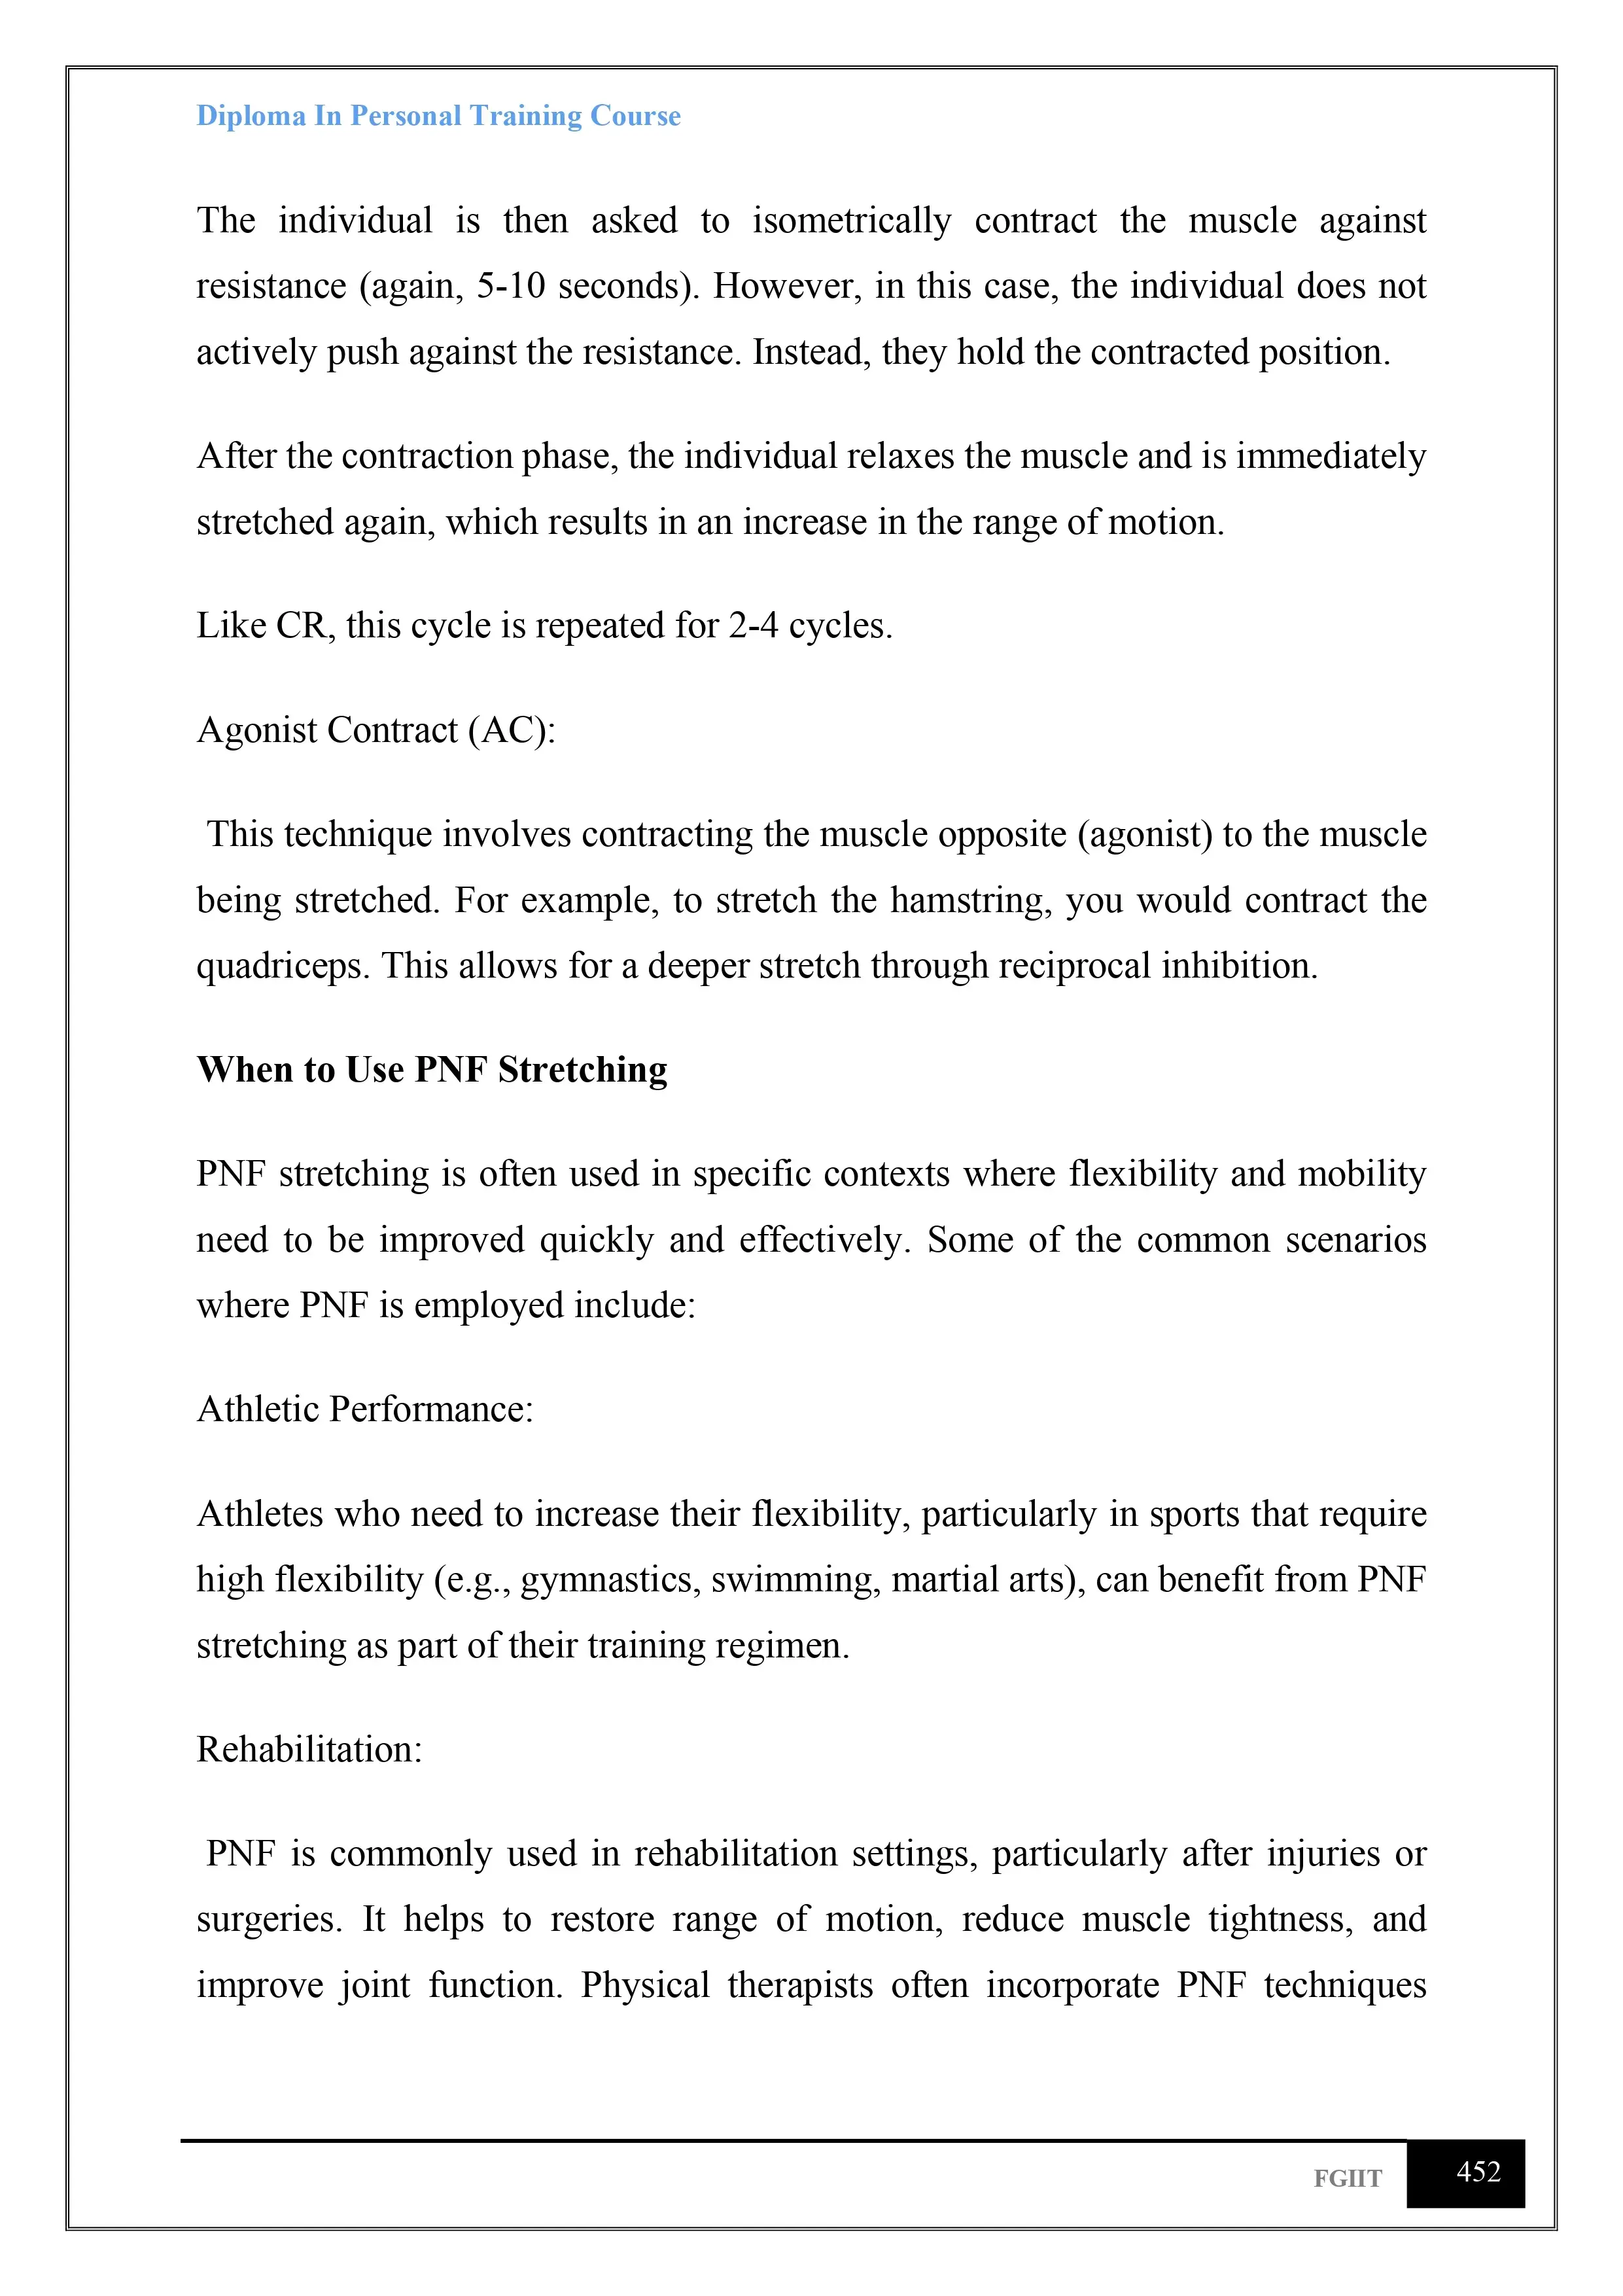 Diploma In Personal Training Course
The individual is then asked to isometrically contract the muscle against
resistance (again, 5-10 seconds). However, in this case, the individual does not
actively push against the resistance. Instead, they hold the contracted position.
After the contraction phase, the individual relaxes the muscle and is immediately
stretched again, which results in an increase in the range of motion.
Like CR, this cycle is repeated for 2-4 cycles.
Agonist Contract (AC):
This technique involves contracting the muscle opposite (agonist) to the muscle
being stretched. For example, to stretch the hamstring, you would contract the
quadriceps. This allows for a deeper stretch through reciprocal inhibition.
When to Use PNF Stretching
PNF stretching is often used in specific contexts where flexibility and mobility
need to be improved quickly and effectively. Some of the common scenarios
where PNF is employed include:
Athletic Performance:
Athletes who need to increase their flexibility, particularly in sports that require
high flexibility (e.g., gymnastics, swimming, martial arts), can benefit from PNF
stretching as part of their training regimen.
Rehabilitation:
PNF is commonly used in rehabilitation settings, particularly after injuries or
surgeries. It helps to restore range of motion, reduce muscle tightness, and
improve joint function. Physical therapists often incorporate PNF techniques
FGIIT 452